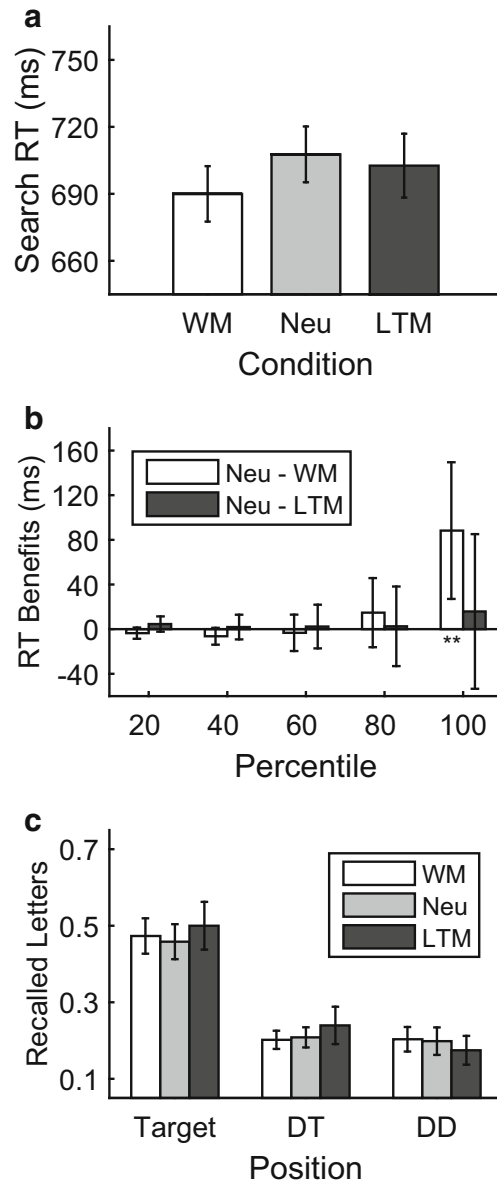 a
Search RT (ms)
750
720
690
660
WM Neu LTM
Condition
b
RT Benefits (ms)
160
120
80
40
0
-40
Neu - WM
Neu - LTM
**
20 40 60 80 100
Percentile
c
Recalled Letters
0.7
0.5
0.3
0.1
WM
Neu
LTM
Target DT DD
Position